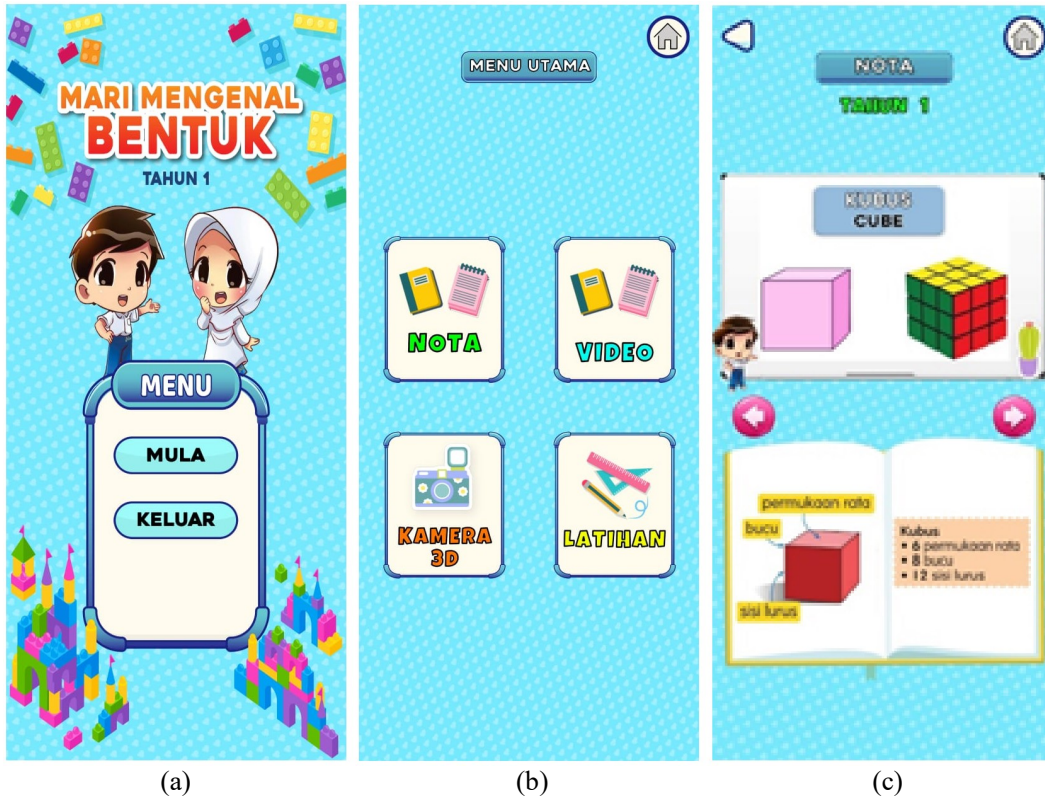 MARI MENGENAL
BENTUK
TAHUN 1
MENU
MULA
KELUAR
(a)
MENU UTAMA
NOTA
VIDEO
KAMERA
3D
LATIHAN
(b)
NOTA
TAHUN 1
KUBUS
CUBE
permukaan rata
bucu
sisi lurus
Kubus
• 6 permukaan rata
• 8 bucu
• 12 sisi lurus
(c)